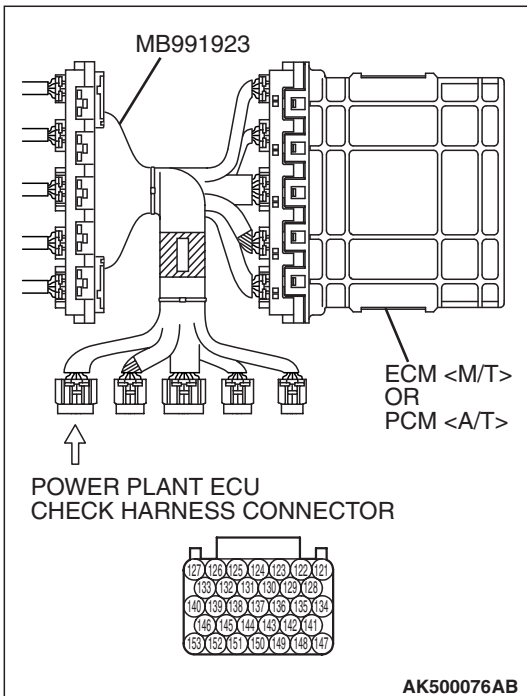 MB991923
ECM <M/T>
OR
PCM <A/T>
POWER PLANT ECU
CHECK HARNESS CONNECTOR
127 126 125 124 123 122 121
133 132 131 130 129 128
140 139 138 137 136 135 134
146 145 144 143 142 141
153 152 151 150 149 148 147
AK500076AB